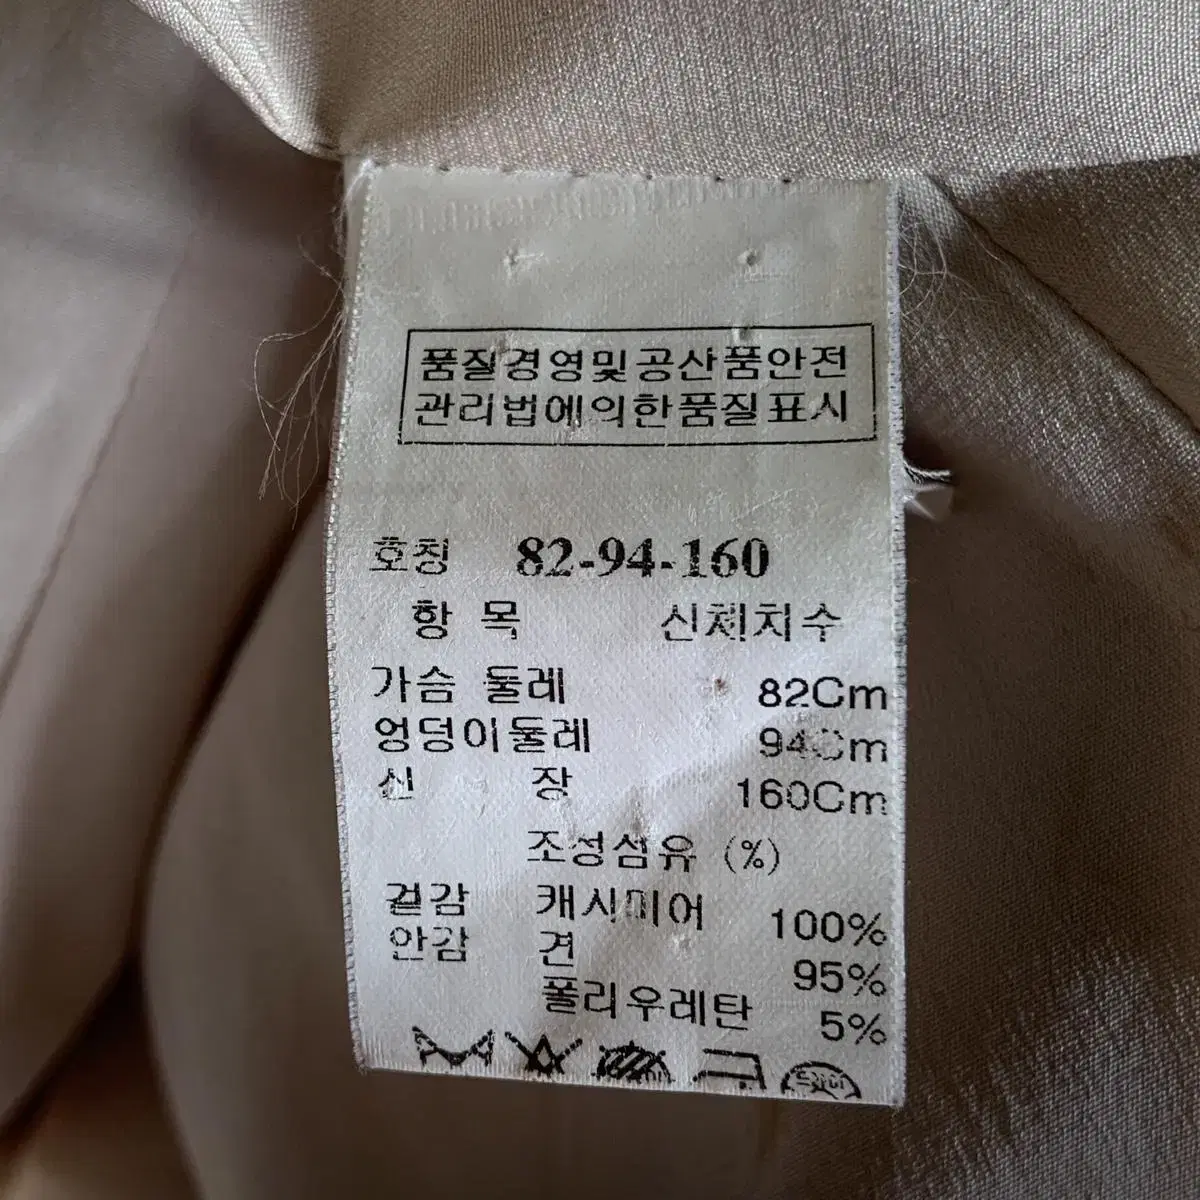 품질경영및공산품안전
관리법에의한품질표시
호칭 82-94-160
항 목 신체치수
가슴 둘레 82Cm
엉덩이둘레 94Cm
신 장 160Cm
조성섬유 (%)
겉감 캐시미어 100%
안감 견 95%
폴리우레탄 5%